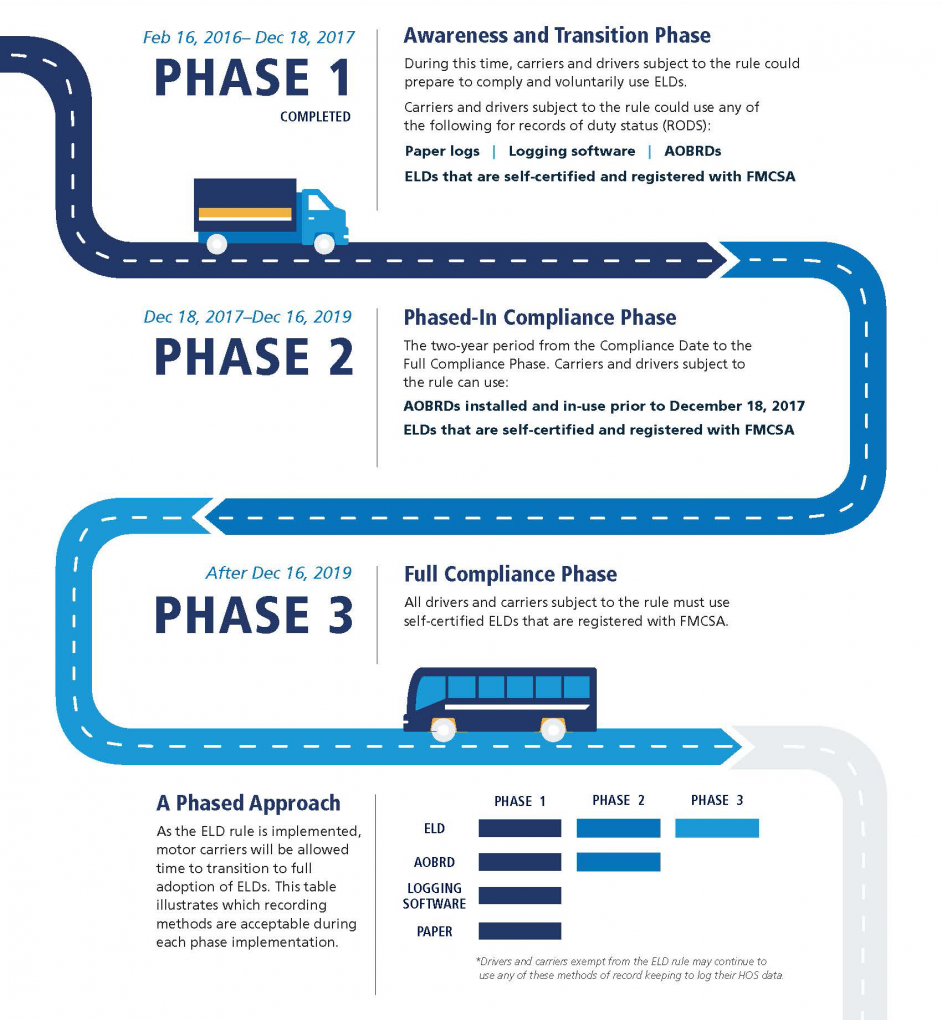 Feb 16, 2016– Dec 18, 2017
PHASE 1
COMPLETED
Awareness and Transition Phase
During this time, carriers and drivers subject to the rule could
prepare to comply and voluntarily use ELDs.
Carriers and drivers subject to the rule could use any of
the following for records of duty status (RODS):
Paper logs | Logging software | AOBRDs
ELDs that are self-certified and registered with FMCSA
Dec 18, 2017–Dec 16, 2019
PHASE 2
Phased-In Compliance Phase
The two-year period from the Compliance Date to the
Full Compliance Phase. Carriers and drivers subject to
the rule can use:
AOBRDs installed and in-use prior to December 18, 2017
ELDs that are self-certified and registered with FMCSA
After Dec 16, 2019
PHASE 3
Full Compliance Phase
All drivers and carriers subject to the rule must use
self-certified ELDs that are registered with FMCSA.
A Phased Approach
As the ELD rule is implemented,
motor carriers will be allowed
time to transition to full
adoption of ELDs. This table
illustrates which recording
methods are acceptable during
each phase implementation.
PHASE 1 PHASE 2 PHASE 3
ELD
AOBRD
LOGGING
SOFTWARE
PAPER
*Drivers and carriers exempt from the ELD rule may continue to
use any of these methods of record keeping to log their HOS data.